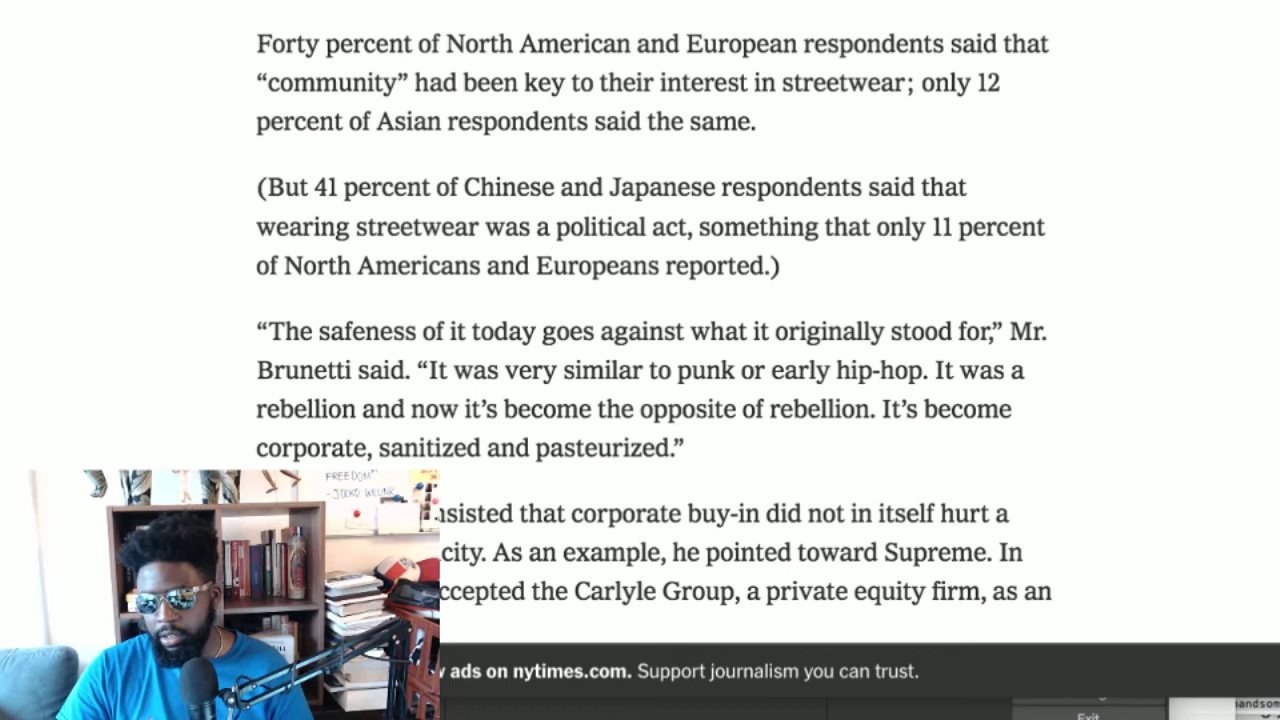 Forty percent of North American and European respondents said that
“community” had been key to their interest in streetwear; only 12
percent of Asian respondents said the same.
(But 41 percent of Chinese and Japanese respondents said that
wearing streetwear was a political act, something that only 11 percent
of North Americans and Europeans reported.)
“The safeness of it today goes against what it originally stood for,” Mr.
Brunetti said. “It was very similar to punk or early hip-hop. It was a
rebellion and now it’s become the opposite of rebellion. It’s become
corporate, sanitized and pasteurized.”
FREEDOM"
-JOCKO WILLINK
that corporate buy-in did not in itself hurt a
As an example, he pointed toward Supreme. In
the Carlyle Group, a private equity firm, as an
ads on nytimes.com. Support journalism you can trust.
Exit